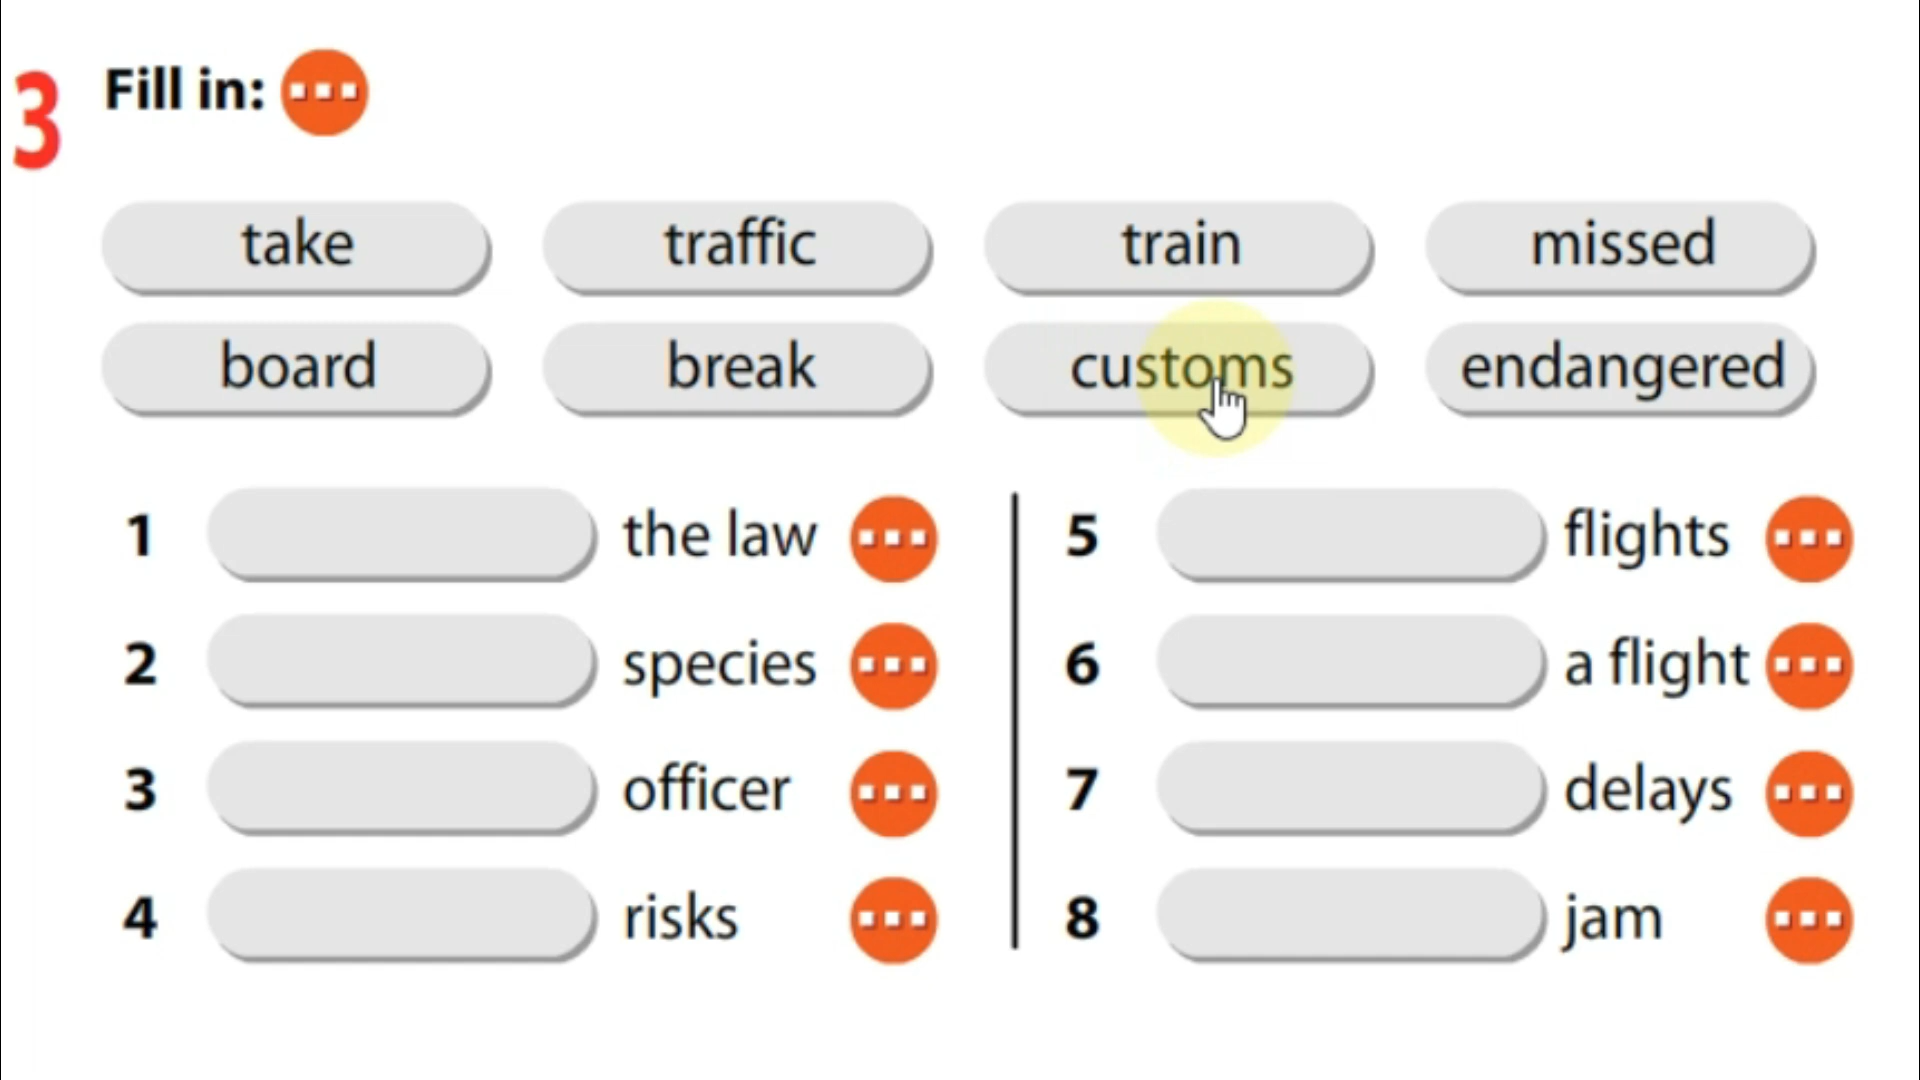 3 Fill in:
take traffic train missed
board break customs endangered
1 the law
2 species
3 officer
4 risks
5 flights
6 a flight
7 delays
8 jam